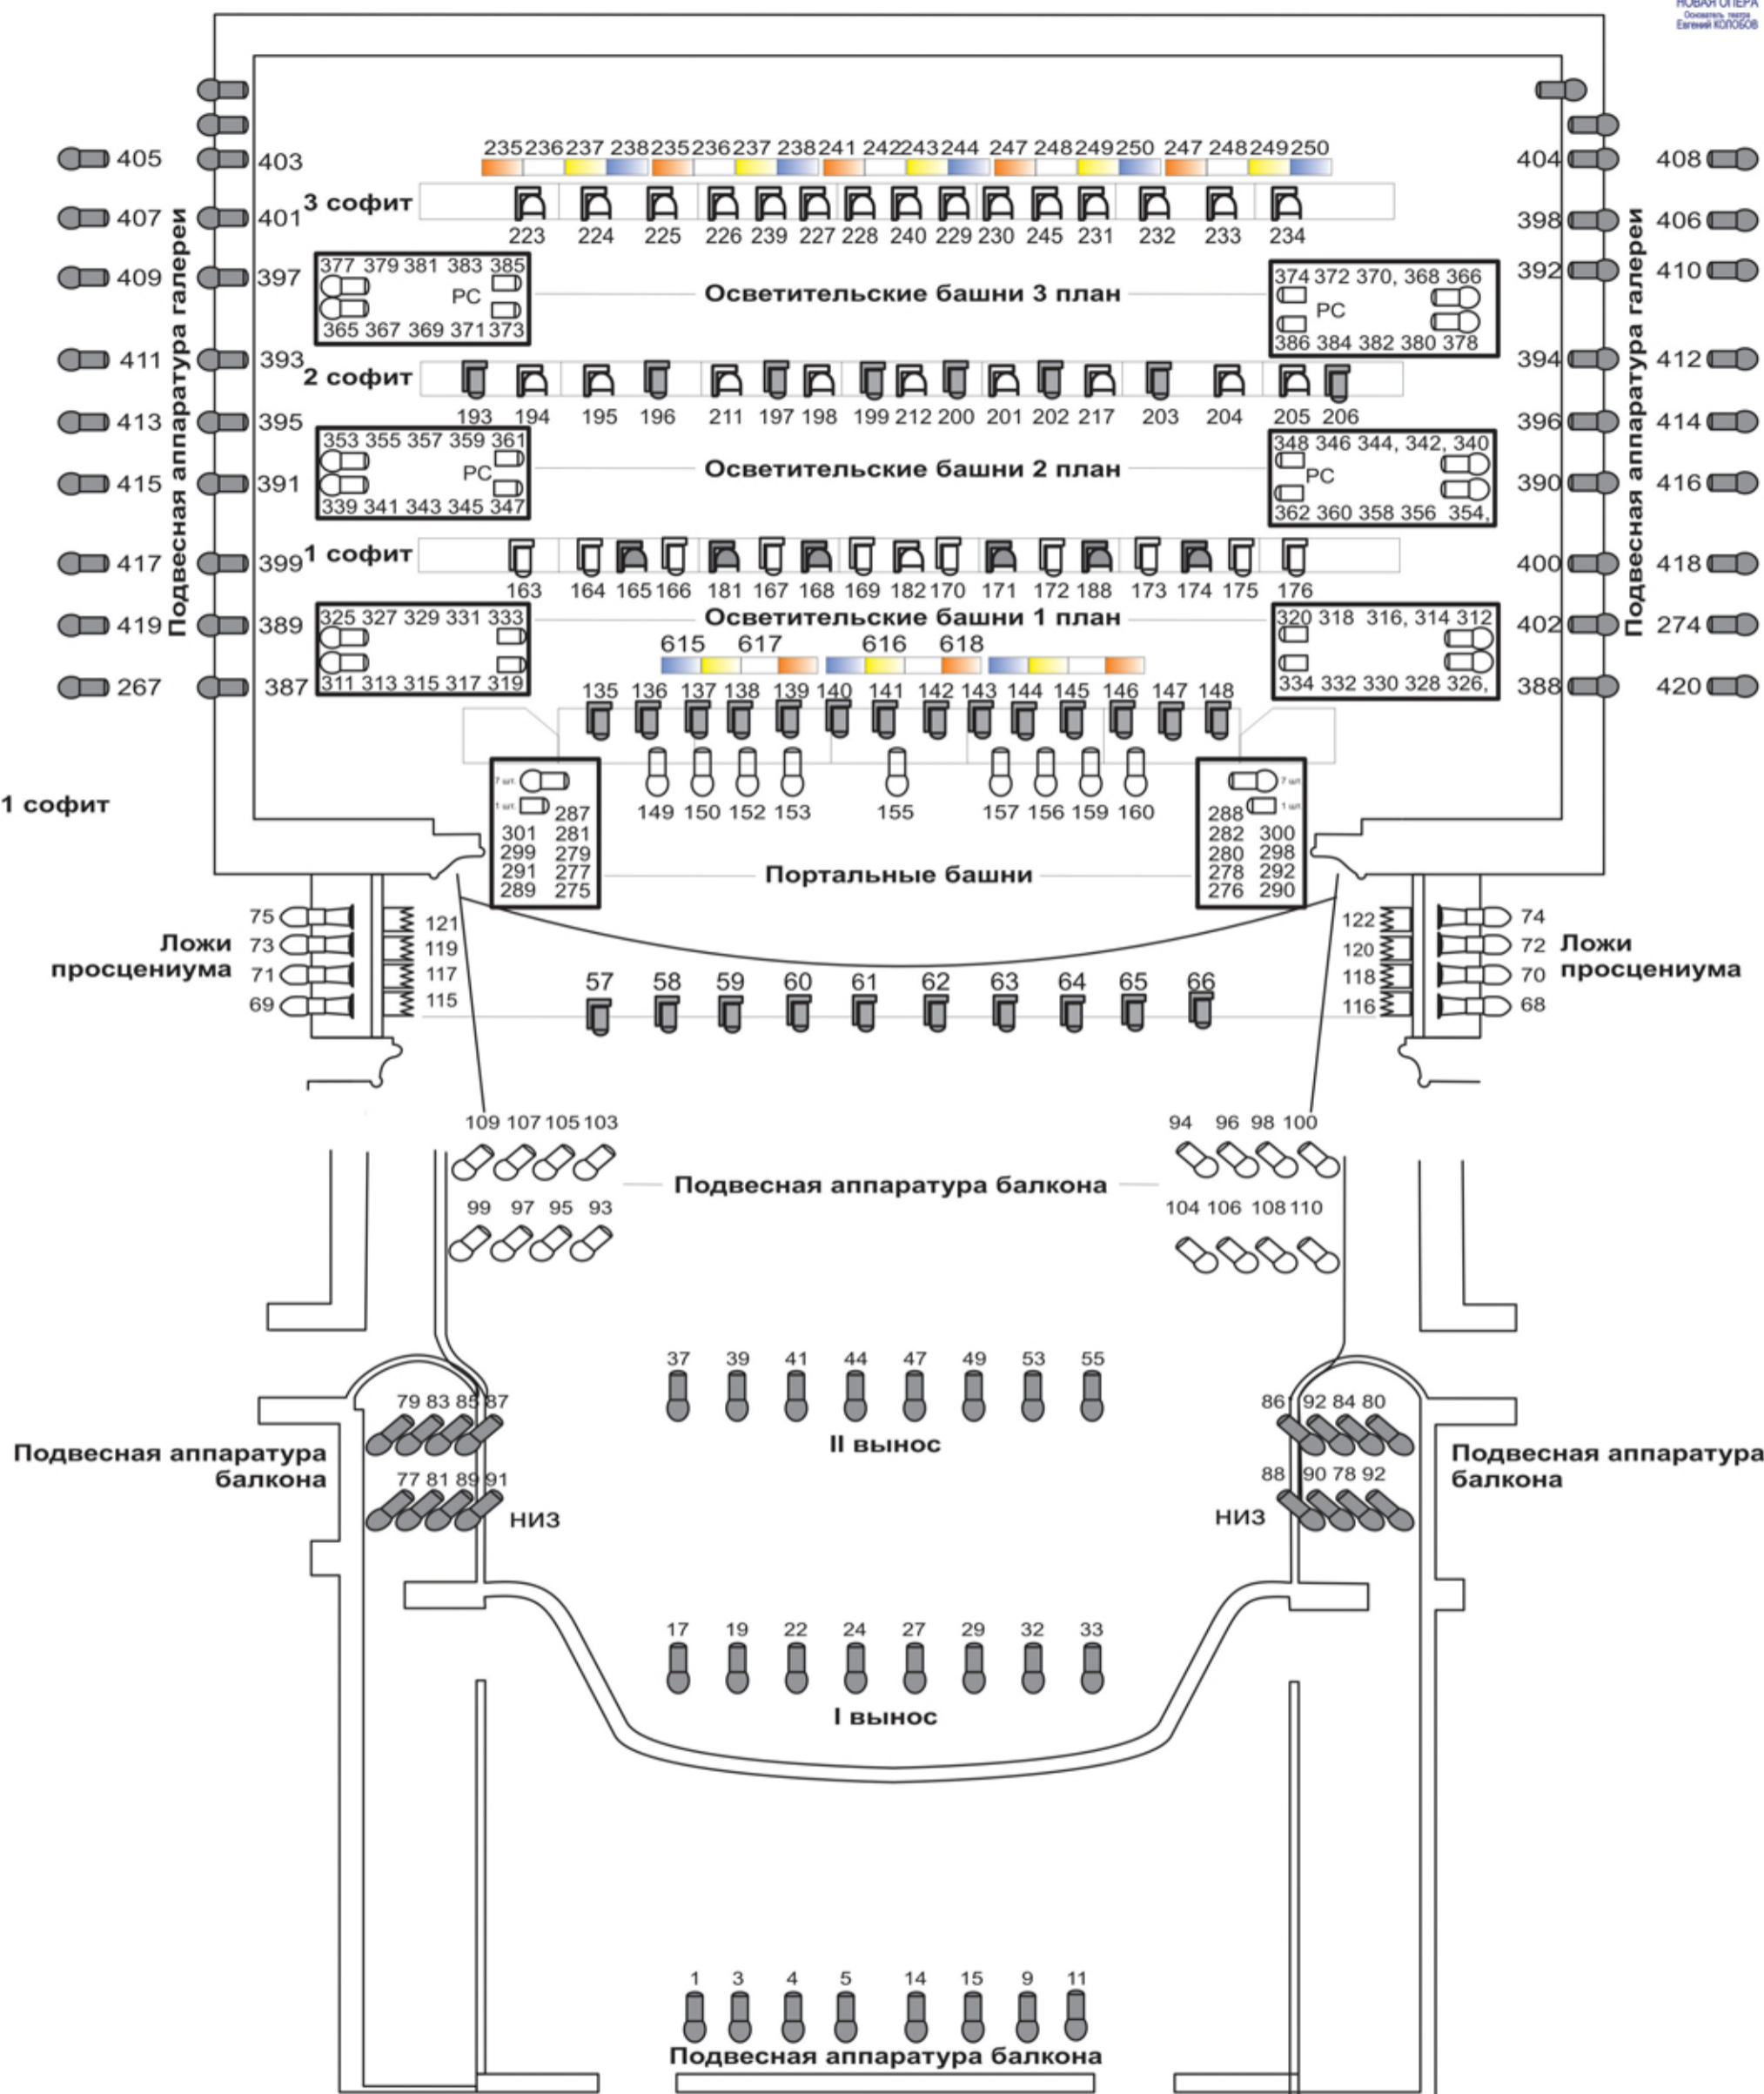 НОВАЯ ОПЕРА
Основатель театра
Евгений КОЛОБОВ
405 403 235 236 237 238 235 236 237 238 241 242 243 244 247 248 249 250 247 248 249 250 404 408
3 софит
407 401 223 224 225 226 239 227 228 240 229 230 245 231 232 233 234 398 406
Подвесная аппаратура галереи
Подвесная аппаратура галереи
409 397 377 379 381 383 385 374 372 370, 368 366 392 410
РС Осветительские башни 3 план РС
365 367 369 371 373 386 384 382 380 378
411 393 394 412
2 софит
413 395 193 194 195 196 211 197 198 199 212 200 201 202 217 203 204 205 206 396 414
353 355 357 359 361 348 346 344, 342, 340
РС Осветительские башни 2 план РС
415 391 390 416
339 341 343 345 347 362 360 358 356 354,
1 софит
417 399 400 418
163 164 165 166 181 167 168 169 182 170 171 172 188 173 174 175 176
325 327 329 331 333 Осветительские башни 1 план 320 318 316, 314 312
419 389 402 274
615 617 616 618
267 387 311 313 315 317 319 334 332 330 328 326, 388 420
135 136 137 138 139 140 141 142 143 144 145 146 147 148
7 шт. 7 шт.
1 шт. 1 шт.
1 софит
149 150 152 153 155 157 156 159 160
287 288
301 281 282 300
299 279 280 298
291 277 278 292
289 275 276 290
Портальные башни
75 121 122 74
73 119 120 72
71 117 118 70
69 115 116 68
Ложи
просцениума
Ложи
просцениума
57 58 59 60 61 62 63 64 65 66
109 107 105 103 94 96 98 100
Подвесная аппаратура балкона
99 97 95 93 104 106 108 110
37 39 41 44 47 49 53 55
79 83 85 87 86 92 84 80
II вынос
Подвесная аппаратура
балкона
Подвесная аппаратура
балкона
77 81 89 91 88 90 78 92
НИЗ НИЗ
17 19 22 24 27 29 32 33
I вынос
1 3 4 5 14 15 9 11
Подвесная аппаратура балкона